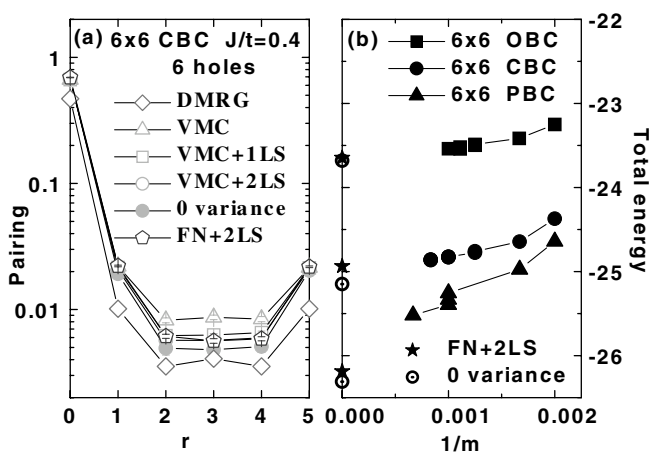 (a) 6x6 CBC J/t=0.4
6 holes
DMRG
VMC
VMC+1LS
VMC+2LS
0 variance
FN+2LS
Pairing
1
0.1
0.01
0
1
2
3
4
5
r
(b)
6x6 OBC
6x6 CBC
6x6 PBC
FN+2LS
0 variance
0.000
0.001
0.002
1/m
-22
-23
-24
-25
-26
Total energy